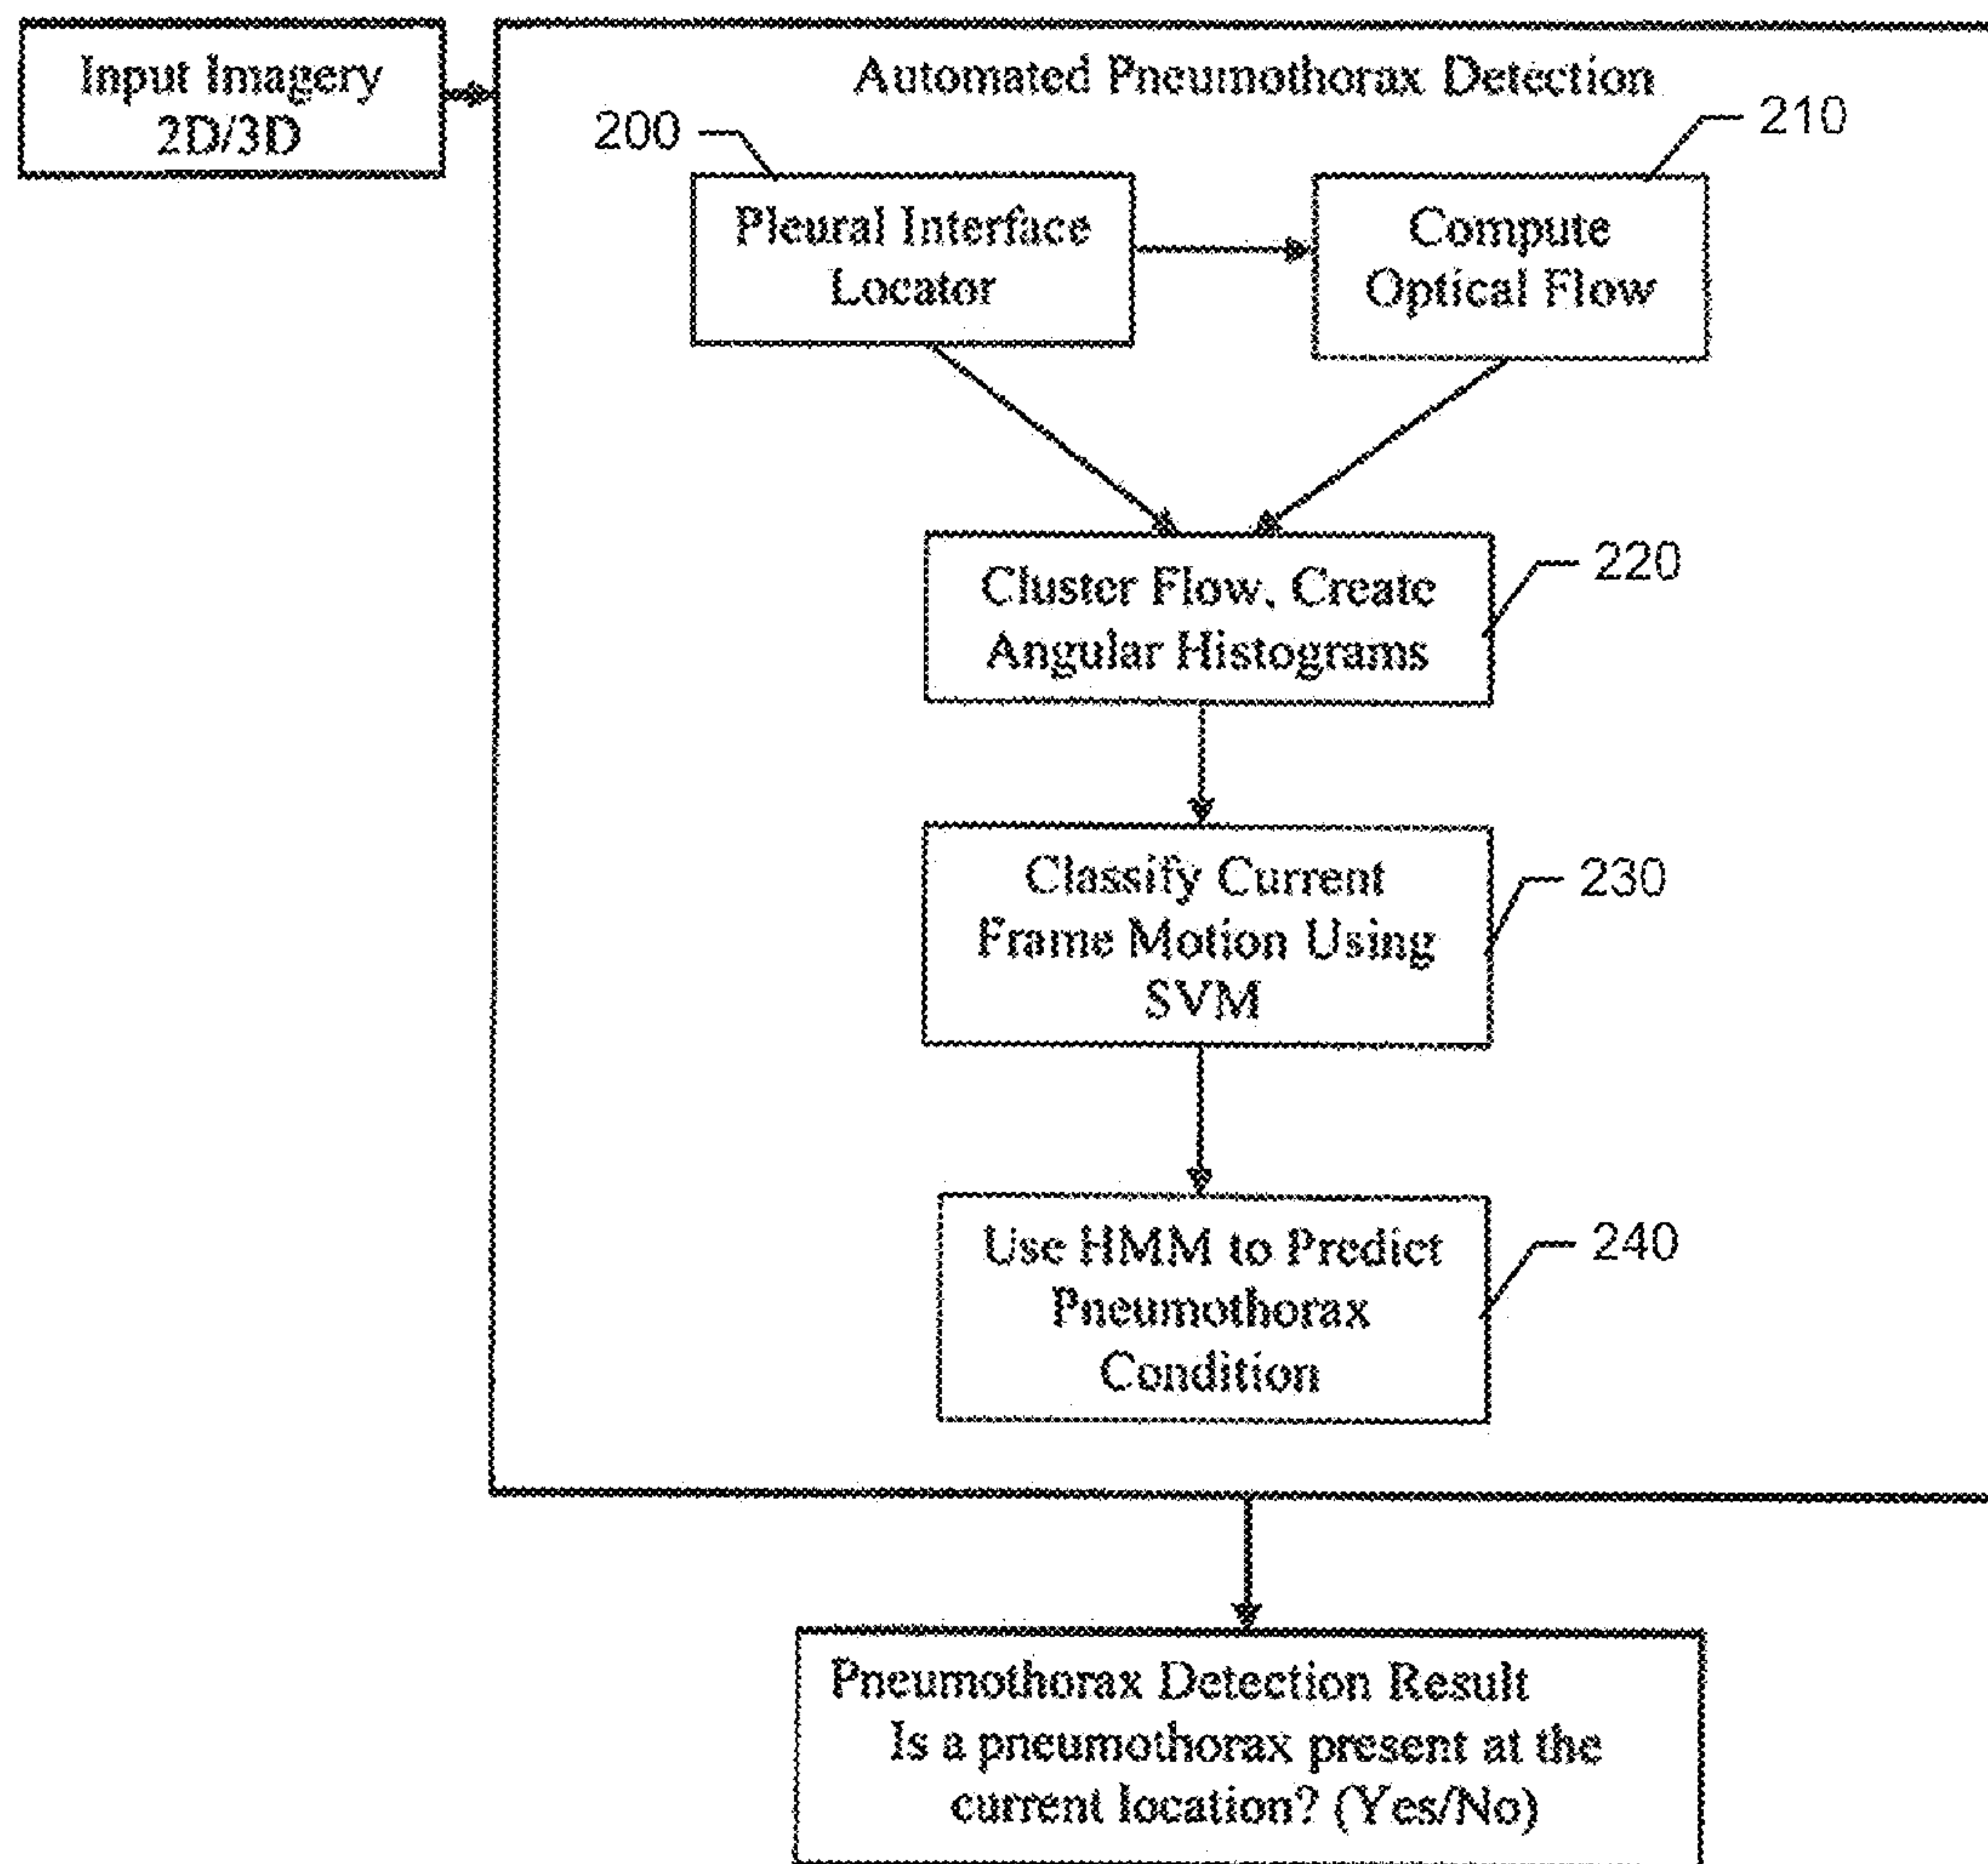 Input Imagery
2D/3D
Automated Pneumothorax Detection
200
210
Pleural Interface
Locator
Compute
Optical Flow
Cluster Flow, Create
Angular Histograms
220
Classify Current
Frame Motion Using
SVM
230
Use HMM to Predict
Pneumothorax
Condition
240
Pneumothorax Detection Result
Is a pneumothorax present at the
current location? (Yes/No)